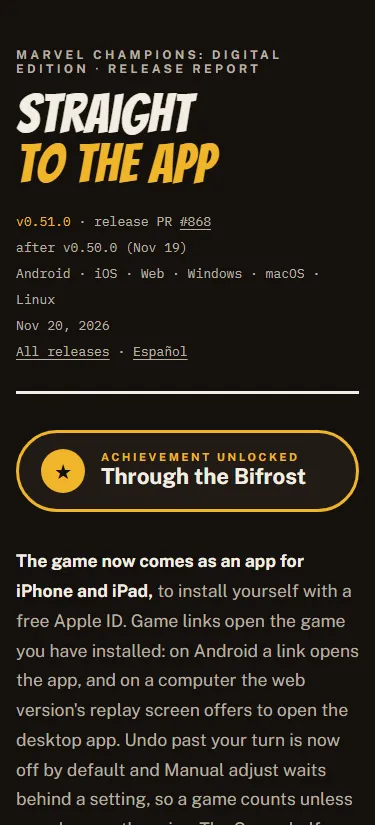 MARVEL CHAMPIONS: DIGITAL
EDITION · RELEASE REPORT
STRAIGHT
TO THE APP
v0.51.0 · release PR #868
after v0.50.0 (Nov 19)
Android · iOS · Web · Windows · macOS ·
Linux
Nov 20, 2026
All releases · Español
★
ACHIEVEMENT UNLOCKED
Through the Bifrost
The game now comes as an app for
iPhone and iPad, to install yourself with a
free Apple ID. Game links open the game
you have installed: on Android a link opens
the app, and on a computer the web
version's replay screen offers to open the
desktop app. Undo past your turn is now
off by default and Manual adjust waits
behind a setting, so a game counts unless